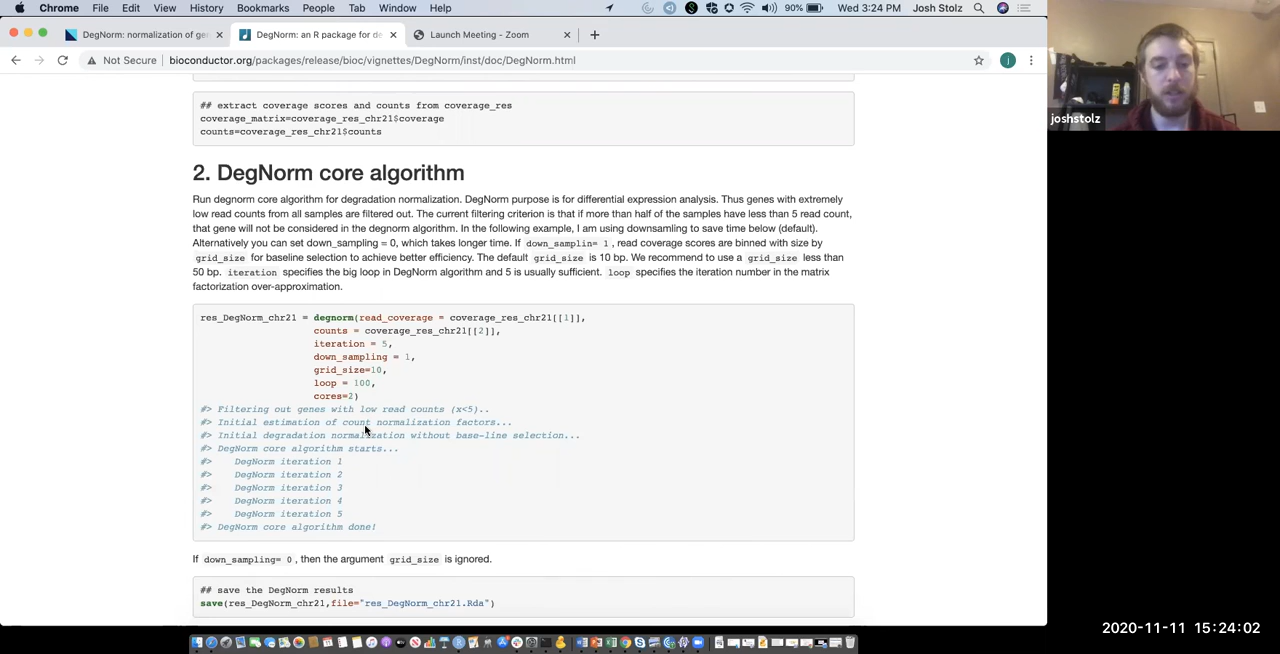 Chrome File Edit View History Bookmarks People Tab Window Help 90% Wed 3:24 PM Josh Stolz
DegNorm: normalization of ge DegNorm: an R package for de Launch Meeting - Zoom
Not Secure bioconductor.org/packages/release/bioc/vignettes/DegNorm/inst/doc/DegNorm.html
joshstolz
## extract coverage scores and counts from coverage_res
coverage_matrix=coverage_res_chr21$coverage
counts=coverage_res_chr21$counts
2. DegNorm core algorithm
Run degnorm core algorithm for degradation normalization. DegNorm purpose is for differential expression analysis. Thus genes with extremely
low read counts from all samples are filtered out. The current filtering criterion is that if more than half of the samples have less than 5 read count,
that gene will not be considered in the degnorm algorithm. In the following example, I am using downsamling to save time below (default).
Alternatively you can set down_sampling = 0, which takes longer time. If down_samplin= 1, read coverage scores are binned with size by
grid_size for baseline selection to achieve better efficiency. The default grid_size is 10 bp. We recommend to use a grid_size less than
50 bp. iteration specifies the big loop in DegNorm algorithm and 5 is usually sufficient. loop specifies the iteration number in the matrix
factorization over-approximation.
res_DegNorm_chr21 = degnorm(read_coverage = coverage_res_chr21[[1]],
counts = coverage_res_chr21[[2]],
iteration = 5,
down_sampling = 1,
grid_size=10,
loop = 100,
cores=2)
#> Filtering out genes with low read counts (x<5)..
#> Initial estimation of count normalization factors...
#> Initial degradation normalization without base-line selection...
#> DegNorm core algorithm starts...
#> DegNorm iteration 1
#> DegNorm iteration 2
#> DegNorm iteration 3
#> DegNorm iteration 4
#> DegNorm iteration 5
#> DegNorm core algorithm done!
If down_sampling= 0, then the argument grid_size is ignored.
## save the DegNorm results
save(res_DegNorm_chr21,file="res_DegNorm_chr21.Rda")
2020-11-11 15:24:02